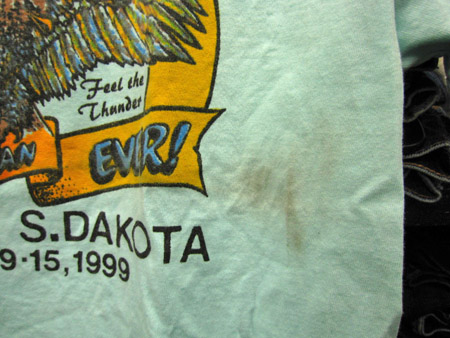 Feel the
Thunder
AN EVER!
S.DAKOTA
9-15,1999